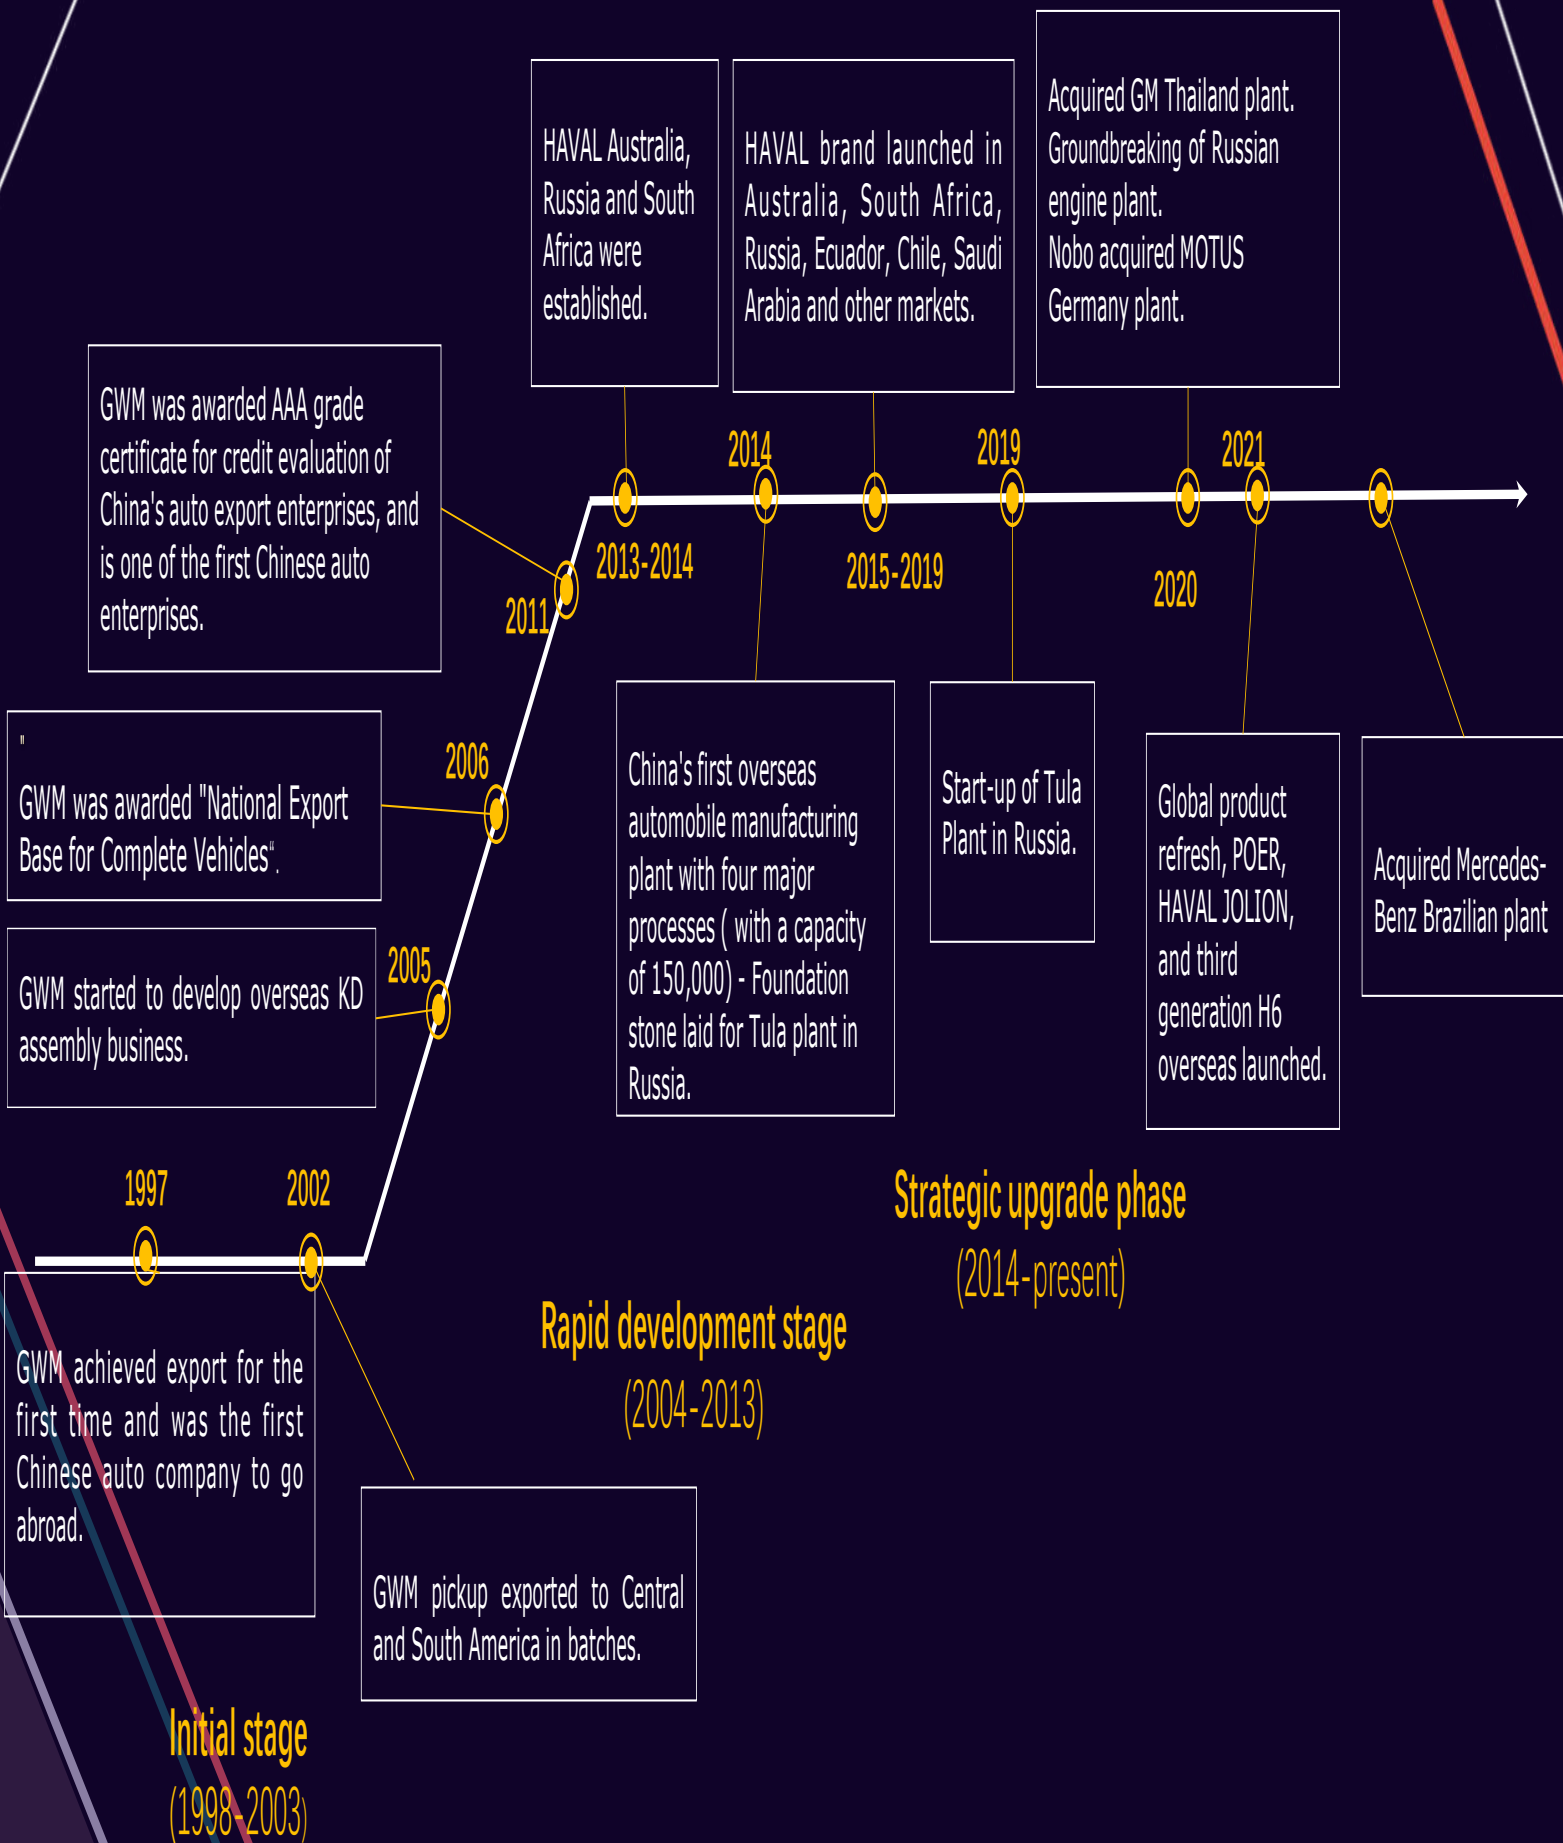 HAVAL Australia,
Russia and South
Africa were
established.
HAVAL brand launched in
Australia, South Africa,
Russia, Ecuador, Chile, Saudi
Arabia and other markets.
Acquired GM Thailand plant.
Groundbreaking of Russian
engine plant.
Nobo acquired MOTUS
Germany plant.
GWM was awarded AAA grade
certificate for credit evaluation of
China's auto export enterprises, and
is one of the first Chinese auto
enterprises.
2014
2019
2021
2013-2014
2015-2019
2020
2011
"
GWM was awarded "National Export
Base for Complete Vehicles“.
2006
China's first overseas
automobile manufacturing
plant with four major
processes ( with a capacity
of 150,000) - Foundation
stone laid for Tula plant in
Russia.
Start-up of Tula
Plant in Russia.
Global product
refresh, POER,
HAVAL JOLION,
and third
generation H6
overseas launched.
Acquired Mercedes-
Benz Brazilian plant
GWM started to develop overseas KD
assembly business.
2005
1997
2002
Strategic upgrade phase
(2014-present)
Rapid development stage
(2004-2013)
GWM achieved export for the
first time and was the first
Chinese auto company to go
abroad.
GWM pickup exported to Central
and South America in batches.
Initial stage
(1998-2003)